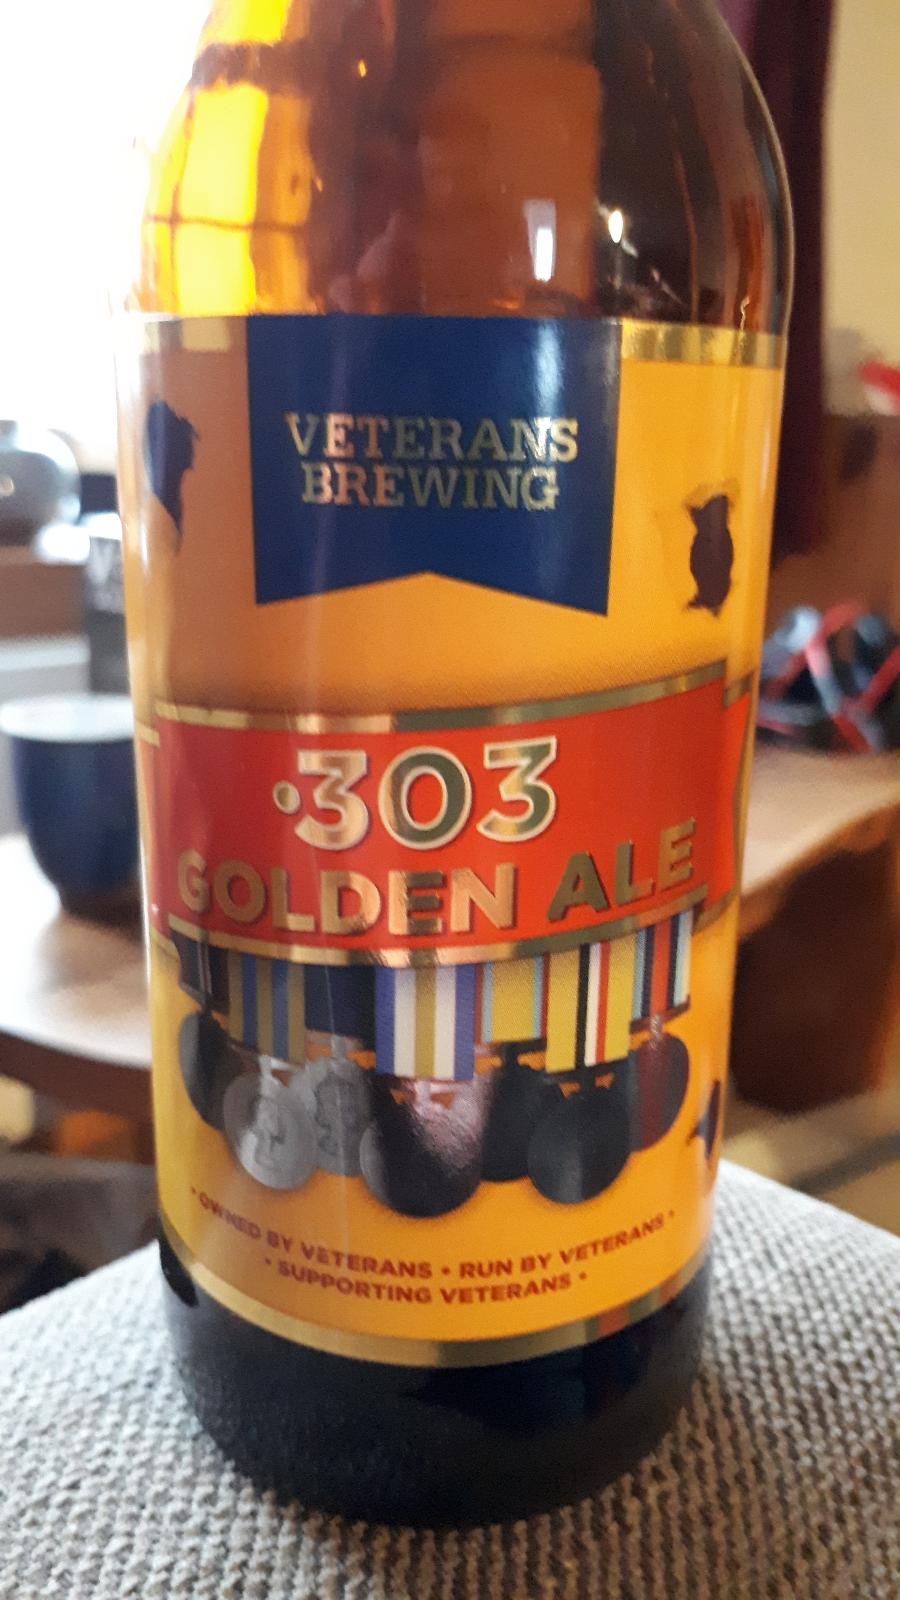 VETERANS
BREWING
·303
GOLDEN ALE
• OWNED BY VETERANS • RUN BY VETERANS •
• SUPPORTING VETERANS •